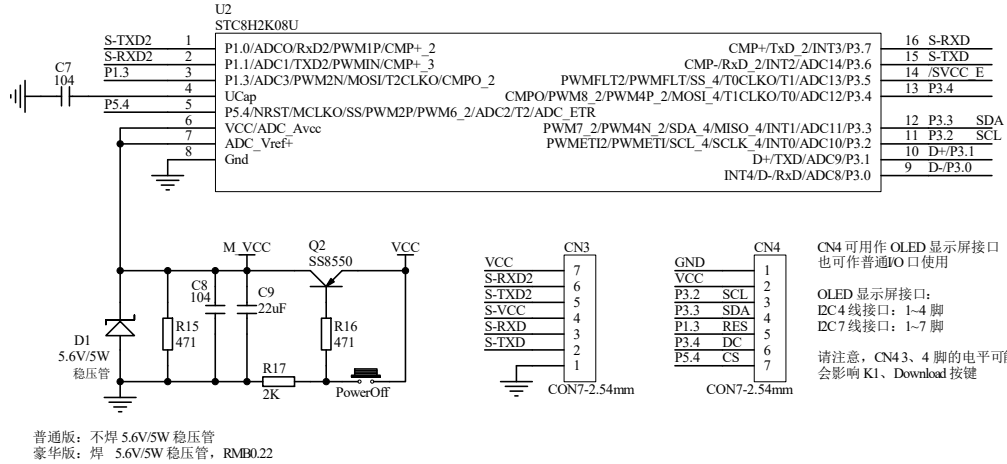 U2
STC8H2K08U
S-TXD2 1 P1.0/ADCO/RxD2/PWM1P/CMP+_2
S-RXD2 2 P1.1/ADC1/TXD2/PWMIN/CMP+_3
P1.3 3 P1.3/ADC3/PWM2N/MOSI/T2CLKO/CMPO_2
4 UCap
P5.4 5 P5.4/NRST/MCLKO/SS/PWM2P/PWM6_2/ADC2/T2/ADC_ETR
6 VCC/ADC_Avcc
7 ADC_Vref+
8 Gnd
C7
104
CMP+/TxD_2/INT3/P3.7 16 S-RXD
CMP-/RxD_2/INT2/ADC14/P3.6 15 S-TXD
PWMFLT2/PWMFLT/SS_4/T0CLKO/T1/ADC13/P3.5 14 /SVCC_E
CMPO/PWM8_2/PWM4P_2/MOSI_4/T1CLKO/T0/ADC12/P3.4 13 P3.4
PWM7_2/PWM4N_2/SDA_4/MISO_4/INT1/ADC11/P3.3 12 P3.3 SDA
PWMETI2/PWMETI/SCL_4/SCLK_4/INT0/ADC10/P3.2 11 P3.2 SCL
D+/TXD/ADC9/P3.1 10 D+/P3.1
INT4/D-/RxD/ADC8/P3.0 9 D-/P3.0
M_VCC
Q2
SS8550
VCC
C8
104
C9
22uF
D1
5.6V/5W
稳压管
R15
471
R16
471
R17
2K
PowerOff
CN3
VCC 7
S-RXD2 6
S-TXD2 5
S-VCC 4
S-RXD 3
S-TXD 2
1
CON7-2.54mm
CN4
GND 1
VCC 2
P3.2 SCL 3
P3.3 SDA 4
P1.3 RES 5
P3.4 DC 6
P5.4 CS 7
CON7-2.54mm
CN4 可用作 OLED 显示屏接口
也可作普通I/O 口使用
OLED 显示屏接口：
I2C 4 线接口：1~4 脚
I2C 7 线接口：1~7 脚
请注意，CN4 3、4 脚的电平可能
会影响 K1、Download 按键
普通版：不焊 5.6V/5W 稳压管
豪华版：焊 5.6V/5W 稳压管，RMB0.22